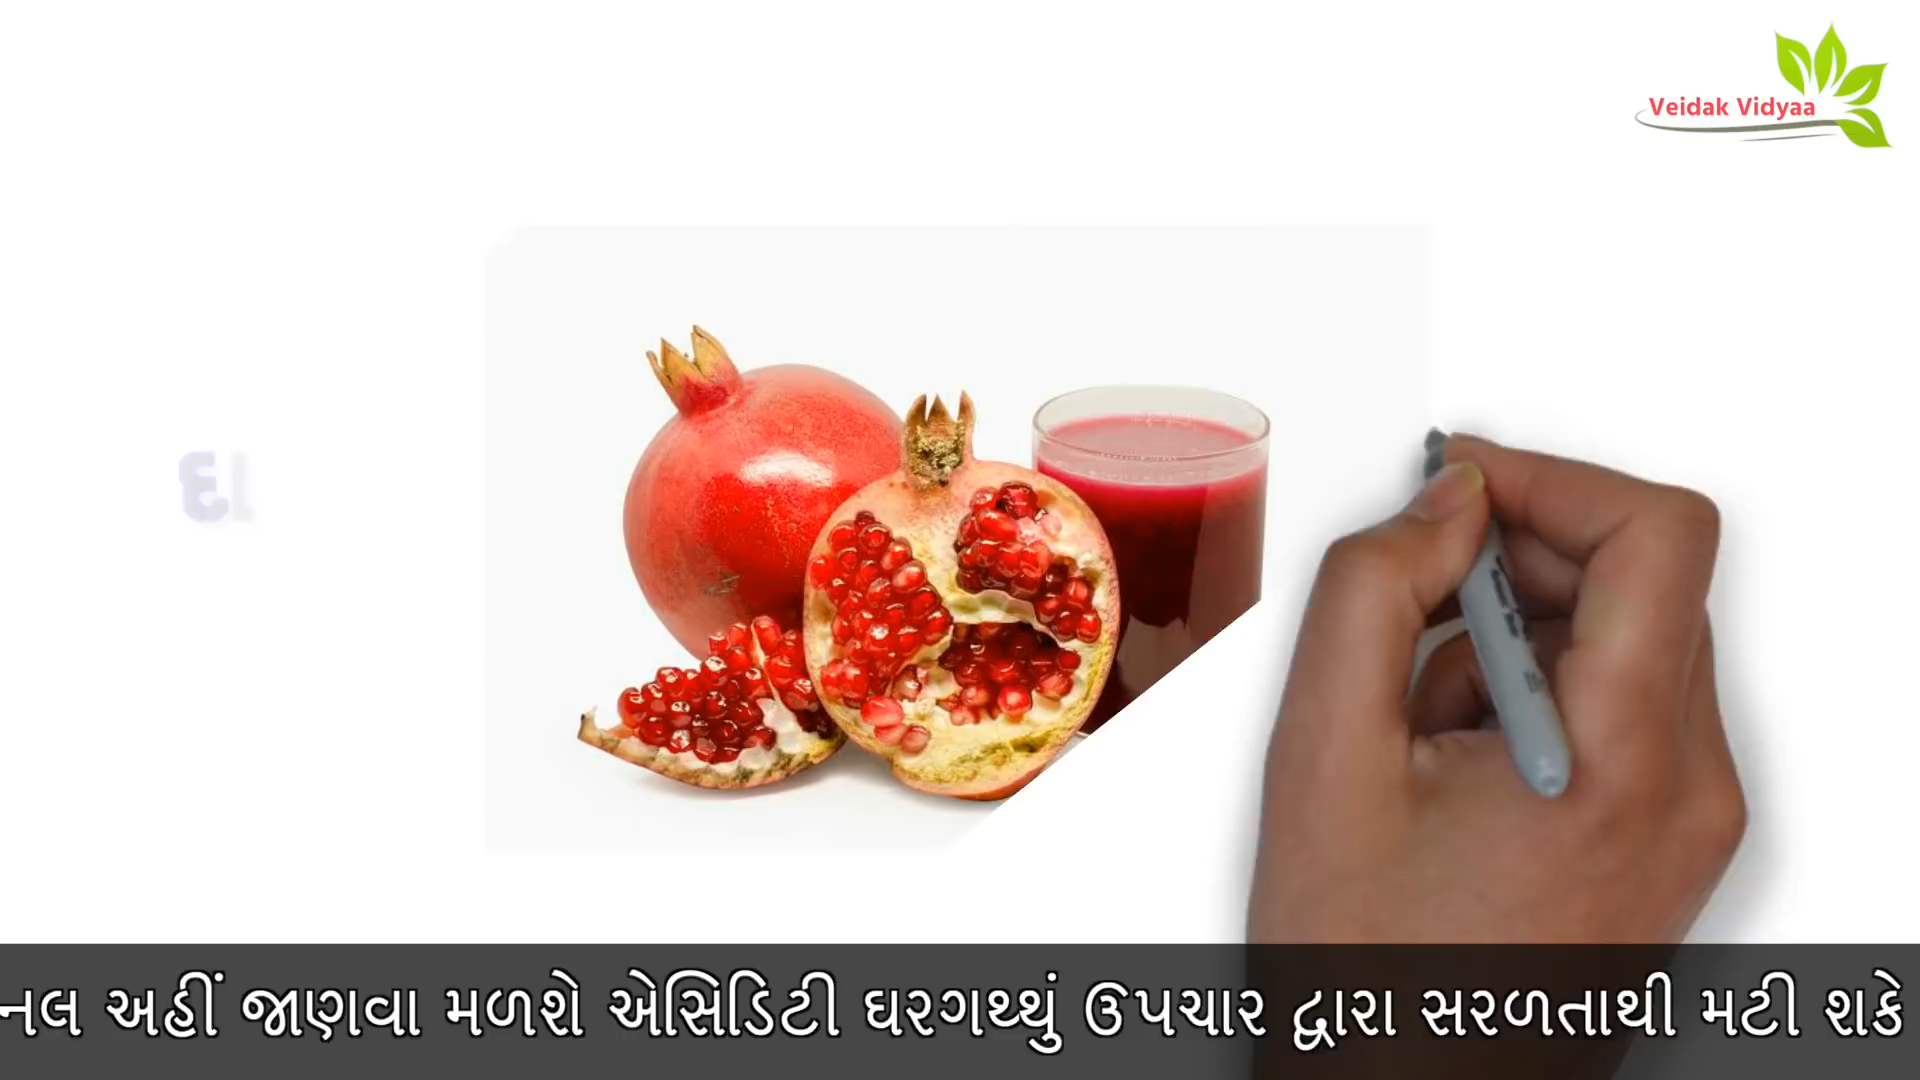 Veidak Vidyaa
દા
નલ અહીં જાણવા મળશે એસિડિટી ઘરગથ્થું ઉપચાર દ્વારા સરળતાથી મટી શકે